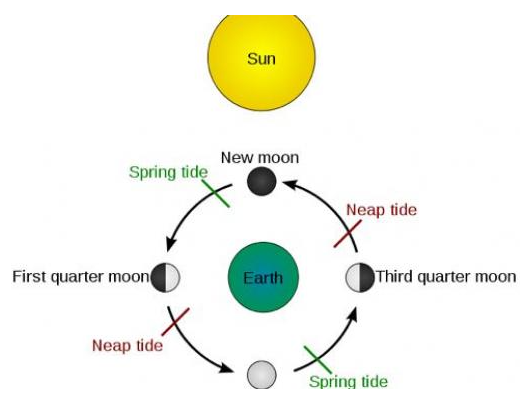 Sun
New moon
Spring tide
Neap tide
First quarter moon
Earth
Third quarter moon
Neap tide
Spring tide